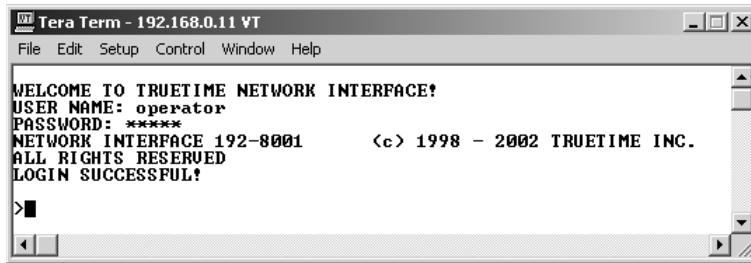 Tera Term - 192.168.0.11 VT
File Edit Setup Control Window Help
WELCOME TO TRUETIME NETWORK INTERFACE!
USER NAME: operator
PASSWORD: *****
NETWORK INTERFACE 192-8001 (c) 1998 - 2002 TRUETIME INC.
ALL RIGHTS RESERVED
LOGIN SUCCESSFUL!
>